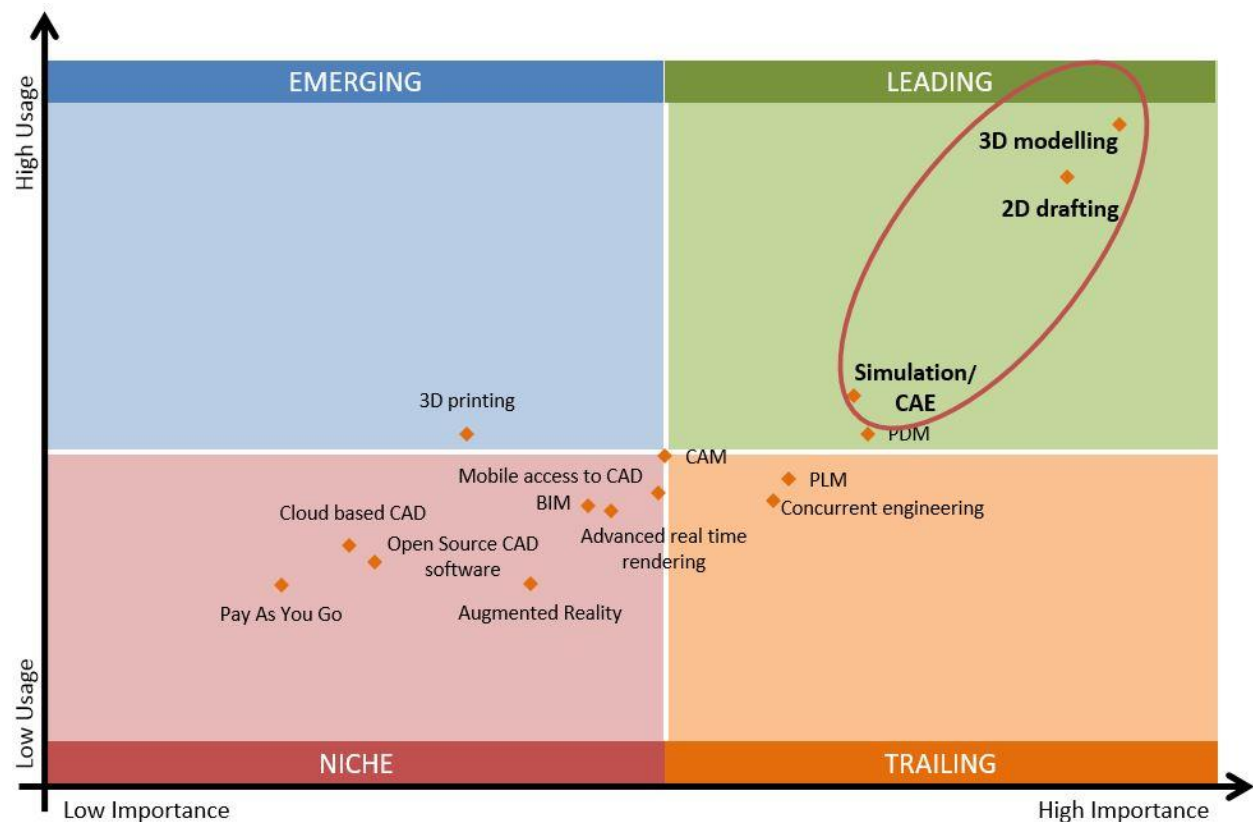 EMERGING
LEADING
High Usage
3D modelling
2D drafting
Simulation/
CAE
3D printing
PDM
CAM
Mobile access to CAD
PLM
BIM
Concurrent engineering
Cloud based CAD
Advanced real time
rendering
Open Source CAD
software
Pay As You Go
Augmented Reality
Low Usage
NICHE
TRAILING
Low Importance
High Importance